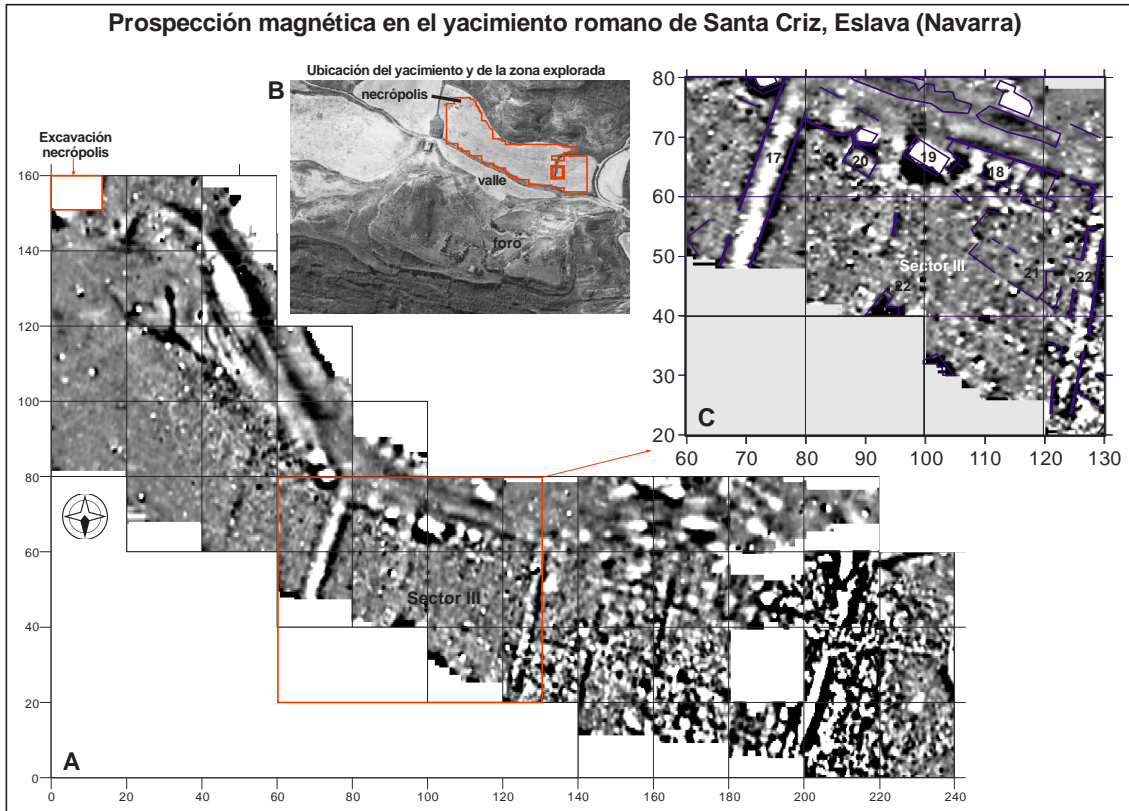 Prospección magnética en el yacimiento romano de Santa Criz, Eslava (Navarra)
Ubicación del yacimiento y de la zona explorada
B
necrópolis
valle
foro
Excavación
necrópolis
160
140
120
100
80
60
40
20
0
0 20 40 60 80 100 120 140 160 180 200 220 240
A
Sector III
80
70
60
50
40
30
20
60 70 80 90 100 110 120 130
C
17
20
19
18
Sector III
21
22
22